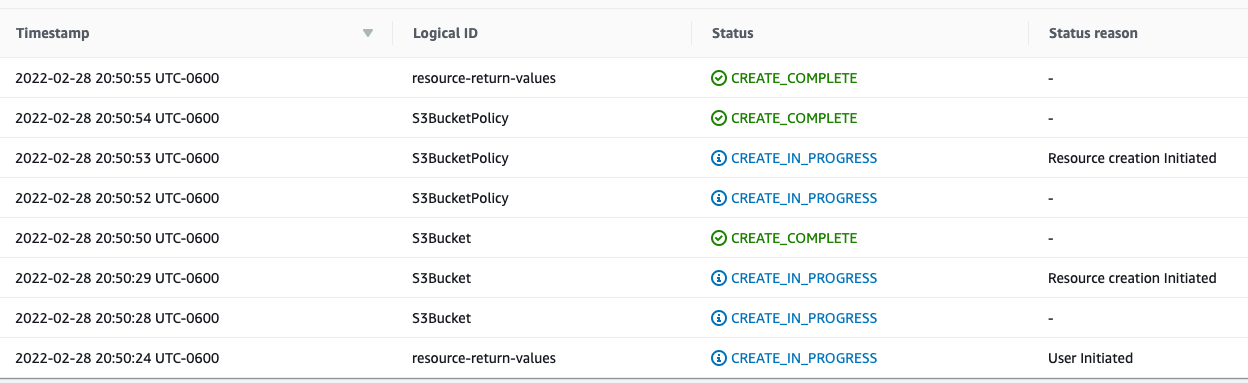 Timestamp Logical ID Status Status reason
2022-02-28 20:50:55 UTC-0600 resource-return-values CREATE_COMPLETE -
2022-02-28 20:50:54 UTC-0600 S3BucketPolicy CREATE_COMPLETE -
2022-02-28 20:50:53 UTC-0600 S3BucketPolicy CREATE_IN_PROGRESS Resource creation Initiated
2022-02-28 20:50:52 UTC-0600 S3BucketPolicy CREATE_IN_PROGRESS -
2022-02-28 20:50:50 UTC-0600 S3Bucket CREATE_COMPLETE -
2022-02-28 20:50:29 UTC-0600 S3Bucket CREATE_IN_PROGRESS Resource creation Initiated
2022-02-28 20:50:28 UTC-0600 S3Bucket CREATE_IN_PROGRESS -
2022-02-28 20:50:24 UTC-0600 resource-return-values CREATE_IN_PROGRESS User Initiated